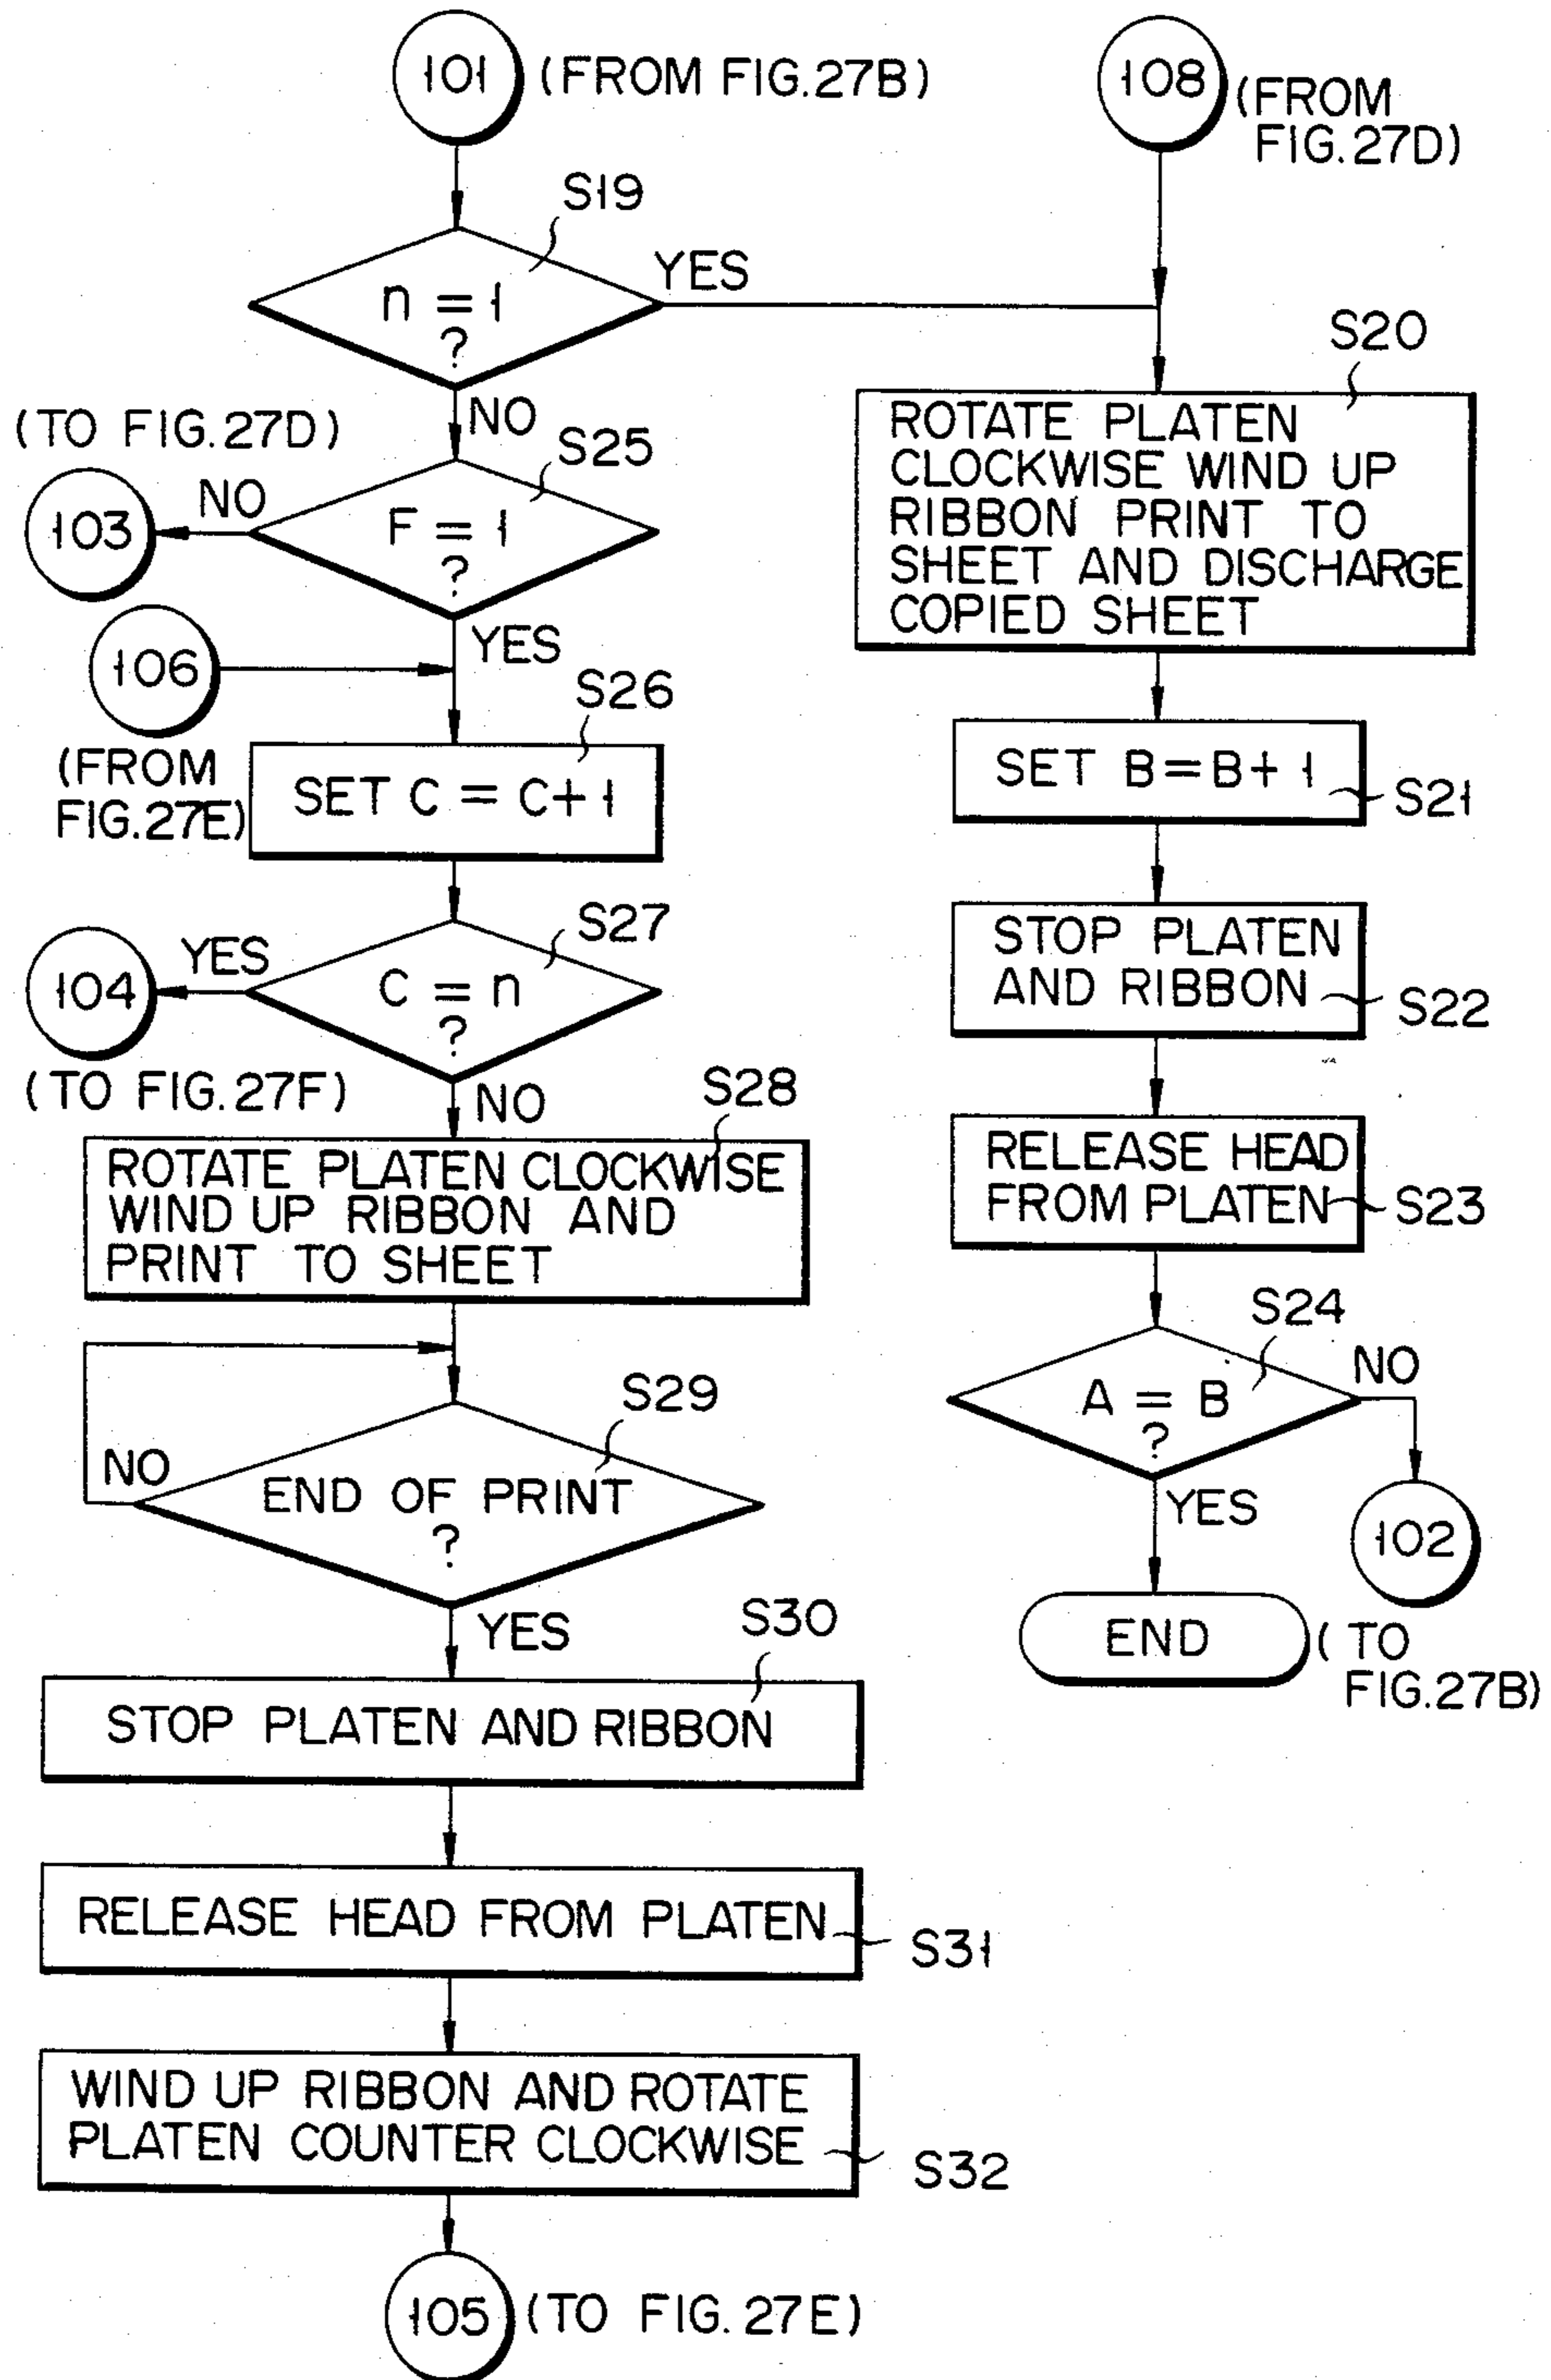 101 (FROM FIG.27B)
S19
n = 1
?
YES
NO
(TO FIG.27D)
103
NO
S25
F = 1
?
YES
106
(FROM
FIG.27E)
S26
SET C = C+1
S27
104
YES
C = n
?
(TO FIG.27F)
NO
S28
ROTATE PLATEN CLOCKWISE
WIND UP RIBBON AND
PRINT TO SHEET
S29
NO
END OF PRINT
?
YES
S30
STOP PLATEN AND RIBBON
RELEASE HEAD FROM PLATEN
S31
WIND UP RIBBON AND ROTATE
PLATEN COUNTER CLOCKWISE
S32
105 (TO FIG. 27E)
108
(FROM
FIG.27D)
S20
ROTATE PLATEN
CLOCKWISE WIND UP
RIBBON PRINT TO
SHEET AND DISCHARGE
COPIED SHEET
SET B=B+1
S21
STOP PLATEN
AND RIBBON
S22
RELEASE HEAD
FROM PLATEN
S23
S24
A = B
?
NO
YES
102
END
( TO
FIG.27B)